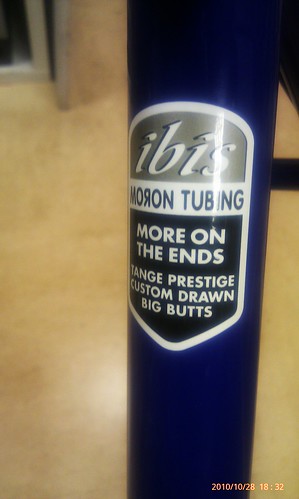 ibis
MOЯON TUBING
MORE ON
THE ENDS
TANGE PRESTIGE
CUSTOM DRAWN
BIG BUTTS
2010/10/28 18:32